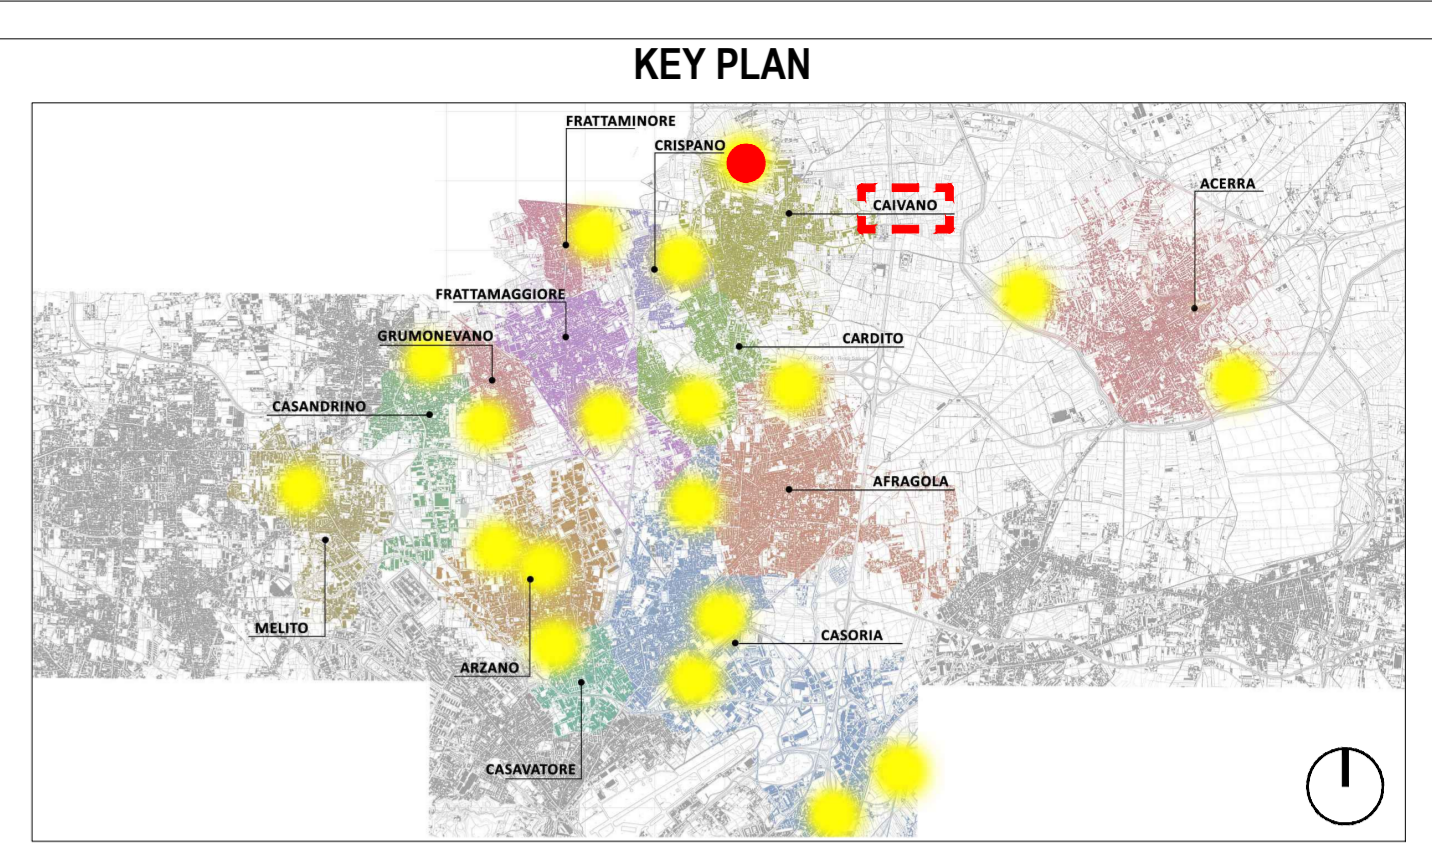 KEY PLAN
FRATTAMINORE
CRISPANO
ACERRA
CAIVANO
FRATTAMAGGIORE
GRUMONEVANO
CARDITO
CASANDRINO
AFRAGOLA
MELITO
CASORIA
ARZANO
CASAVATORE